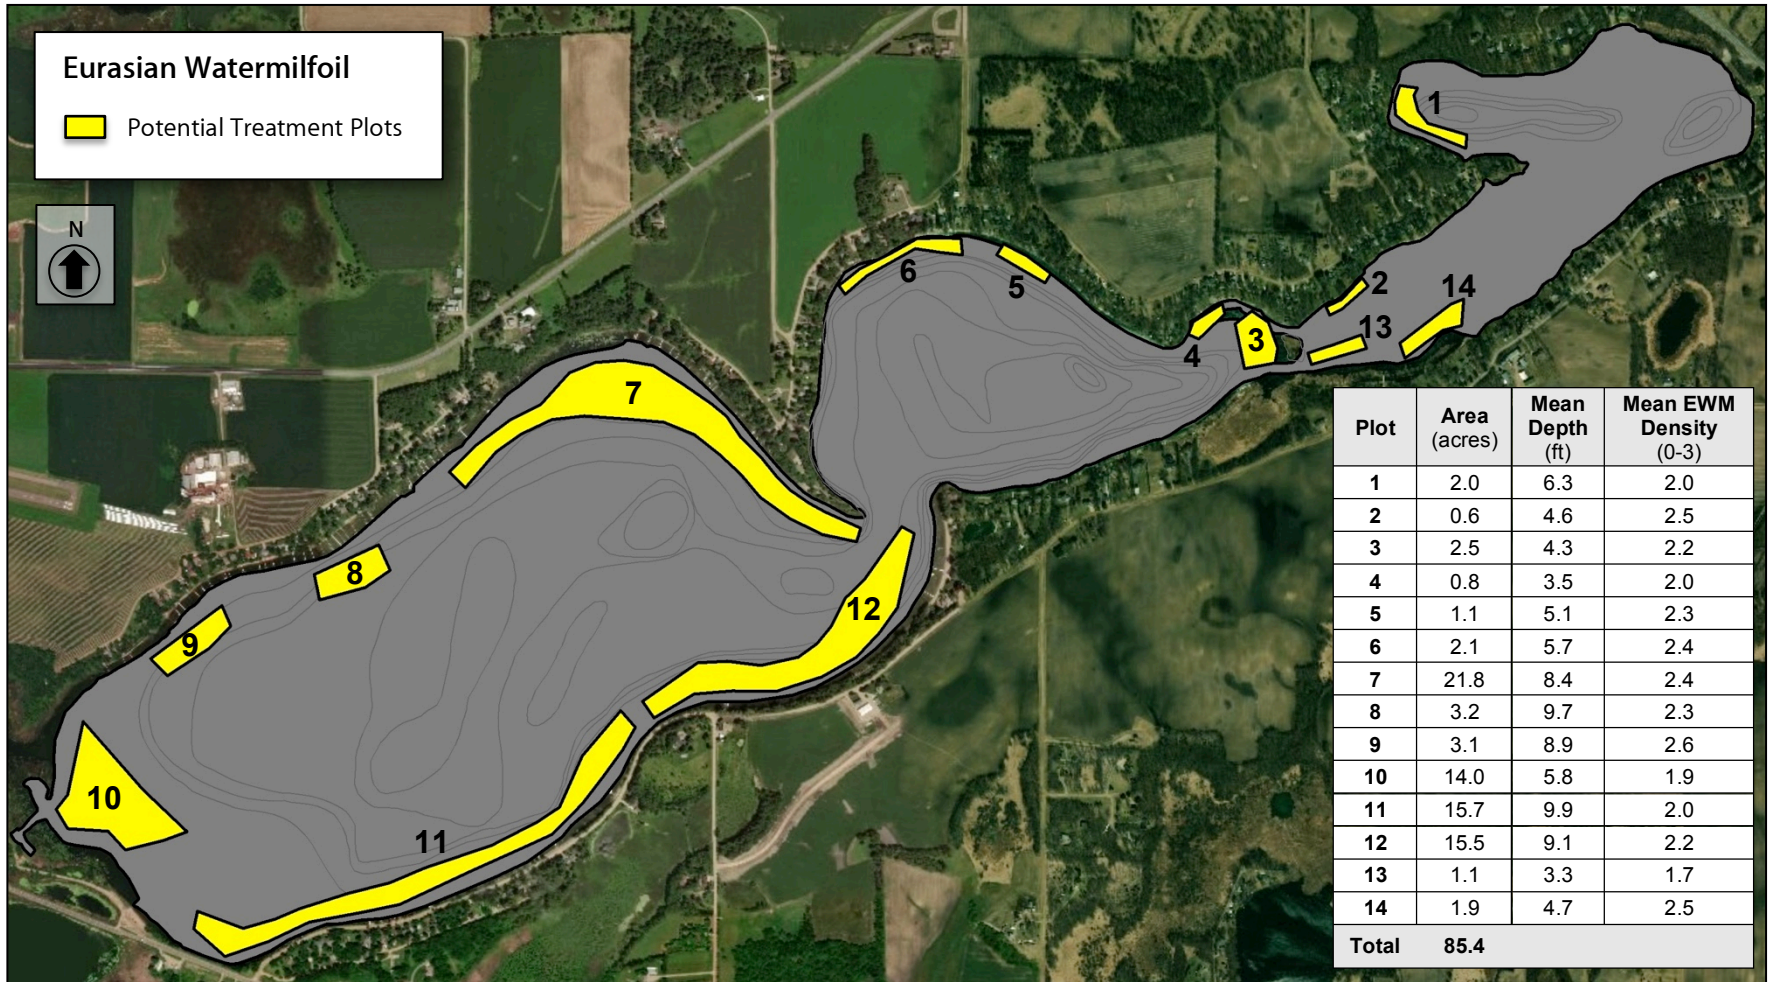 Eurasian Watermilfoil
Potential Treatment Plots
N
1
2
14
13
3
4
5
6
7
8
9
10
11
12
Plot Area (acres) Mean Depth (ft) Mean EWM Density (0-3)
1 2.0 6.3 2.0
2 0.6 4.6 2.5
3 2.5 4.3 2.2
4 0.8 3.5 2.0
5 1.1 5.1 2.3
6 2.1 5.7 2.4
7 21.8 8.4 2.4
8 3.2 9.7 2.3
9 3.1 8.9 2.6
10 14.0 5.8 1.9
11 15.7 9.9 2.0
12 15.5 9.1 2.2
13 1.1 3.3 1.7
14 1.9 4.7 2.5
Total 85.4